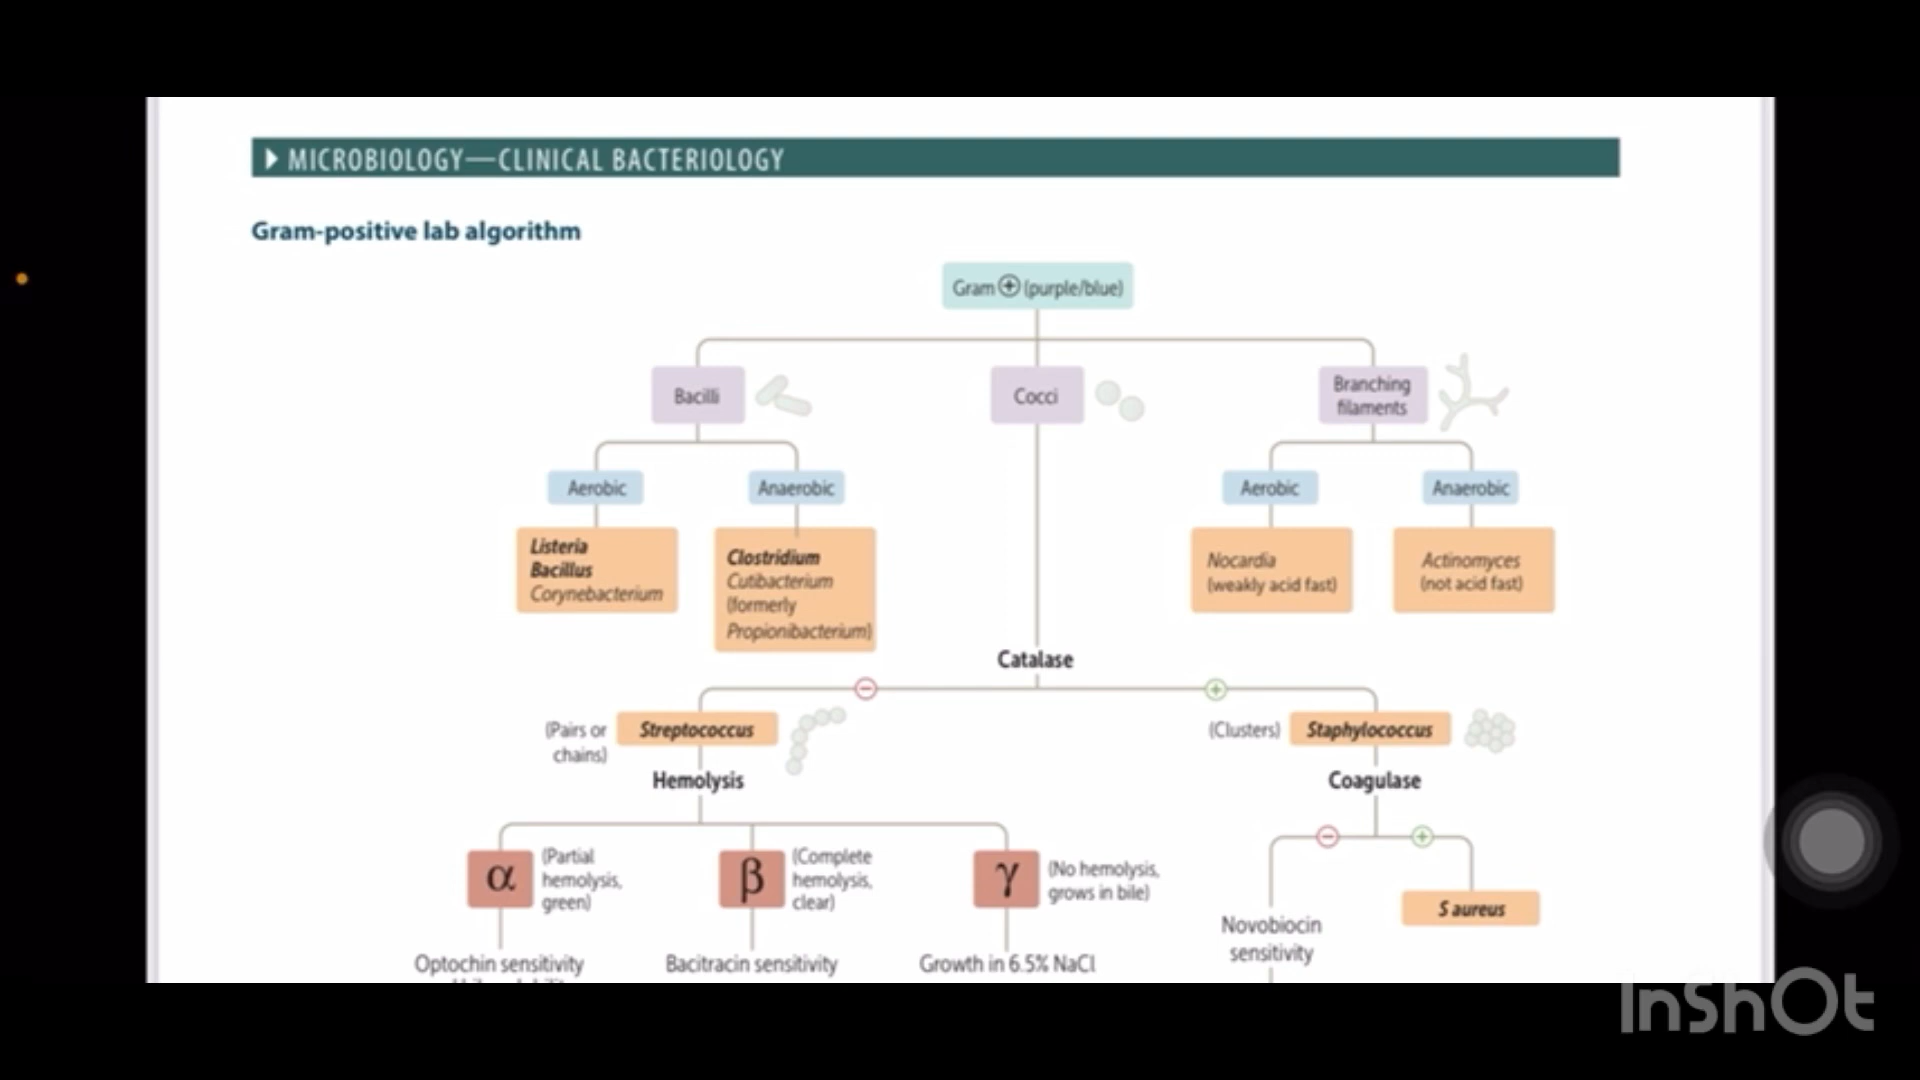 MICROBIOLOGY—CLINICAL BACTERIOLOGY
Gram-positive lab algorithm
Gram ⊕ (purple/blue)
Bacilli
Cocci
Branching
filaments
Aerobic
Anaerobic
Aerobic
Anaerobic
Listeria
Bacillus
Corynebacterium
Clostridium
Cutibacterium
(formerly
Propionibacterium)
Nocardia
(weakly acid fast)
Actinomyces
(not acid fast)
Catalase
−
+
(Pairs or
chains)
Streptococcus
(Clusters)
Staphylococcus
Hemolysis
Coagulase
−
+
α
(Partial
hemolysis,
green)
β
(Complete
hemolysis,
clear)
γ
(No hemolysis,
grows in bile)
S aureus
Novobiocin
sensitivity
Optochin sensitivity
Bacitracin sensitivity
Growth in 6.5% NaCl
InShOt